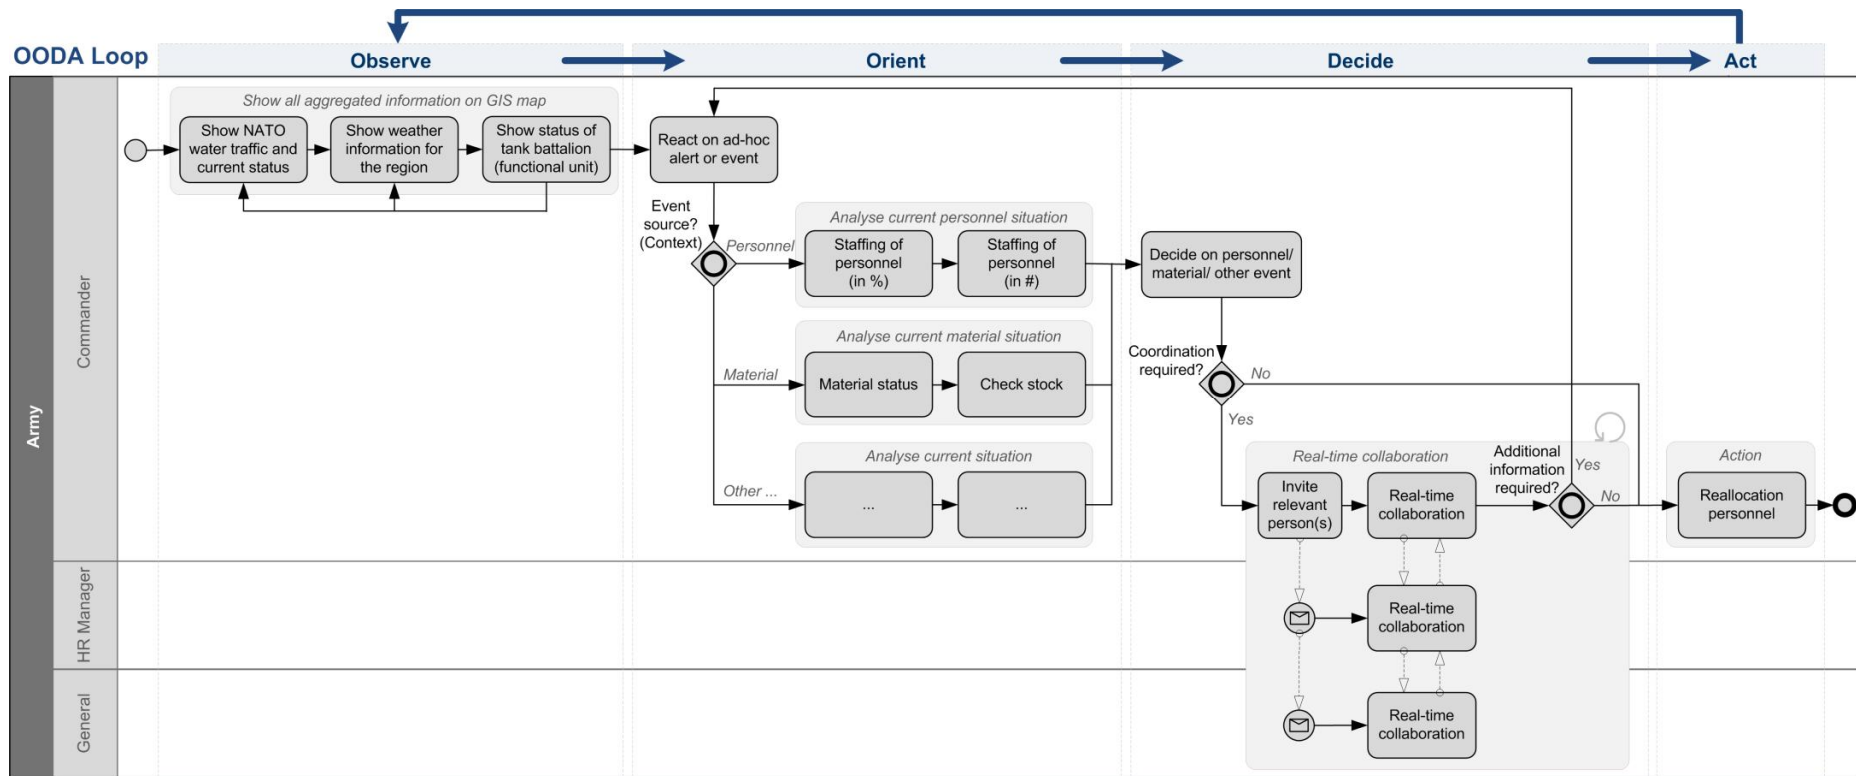 OODA Loop
Observe
Orient
Decide
Act
Army
Commander
HR Manager
General
Show all aggregated information on GIS map
Show NATO
water traffic and
current status
Show weather
information for
the region
Show status of
tank battalion
(functional unit)
React on ad-hoc
alert or event
Event
source?
(Context)
Personnel
Analyse current personnel situation
Staffing of
personnel
(in %)
Staffing of
personnel
(in #)
Material
Analyse current material situation
Material status
Check stock
Other ...
Analyse current situation
...
...
Decide on personnel/
material/ other event
Coordination
required?
No
Yes
Real-time collaboration
Invite
relevant
person(s)
Real-time
collaboration
Additional
information
required?
Yes
No
Real-time
collaboration
Real-time
collaboration
Action
Reallocation
personnel